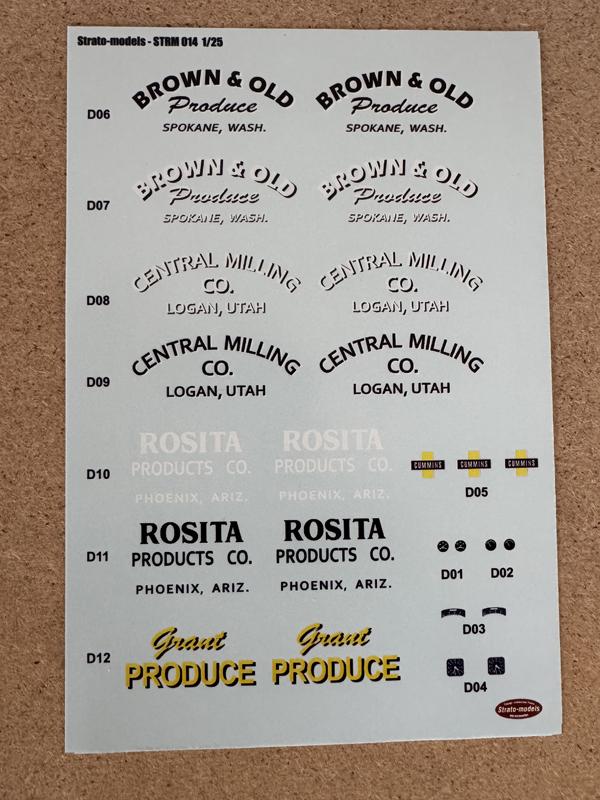 Strato-models - STRM 014 1/25
BROWN & OLD BROWN & OLD
Produce Produce
D06
SPOKANE, WASH. SPOKANE, WASH.
BROWN & OLD BROWN & OLD
Produce Produce
D07
SPOKANE, WASH. SPOKANE, WASH.
CENTRAL MILLING CENTRAL MILLING
CO. CO.
D08
LOGAN, UTAH LOGAN, UTAH
CENTRAL MILLING CENTRAL MILLING
CO. CO.
D09
LOGAN, UTAH LOGAN, UTAH
ROSITA ROSITA
PRODUCTS CO. PRODUCTS CO.
D10
PHOENIX, ARIZ. PHOENIX, ARIZ.
CUMMINS CUMMINS CUMMINS
D05
ROSITA ROSITA
D11
PRODUCTS CO. PRODUCTS CO.
PHOENIX, ARIZ. PHOENIX, ARIZ.
D01 D02
D03
Grant Grant
D12
PRODUCE PRODUCE
D04
Strato-models